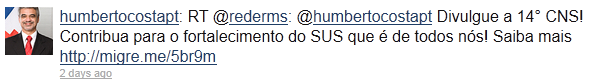 humbertocostapt: RT @rederms: @humbertocostapt Divulgue a 14° CNS!
Contribua para o fortalecimento do SUS que é de todos nós! Saiba mais
http://migre.me/5br9m
2 days ago